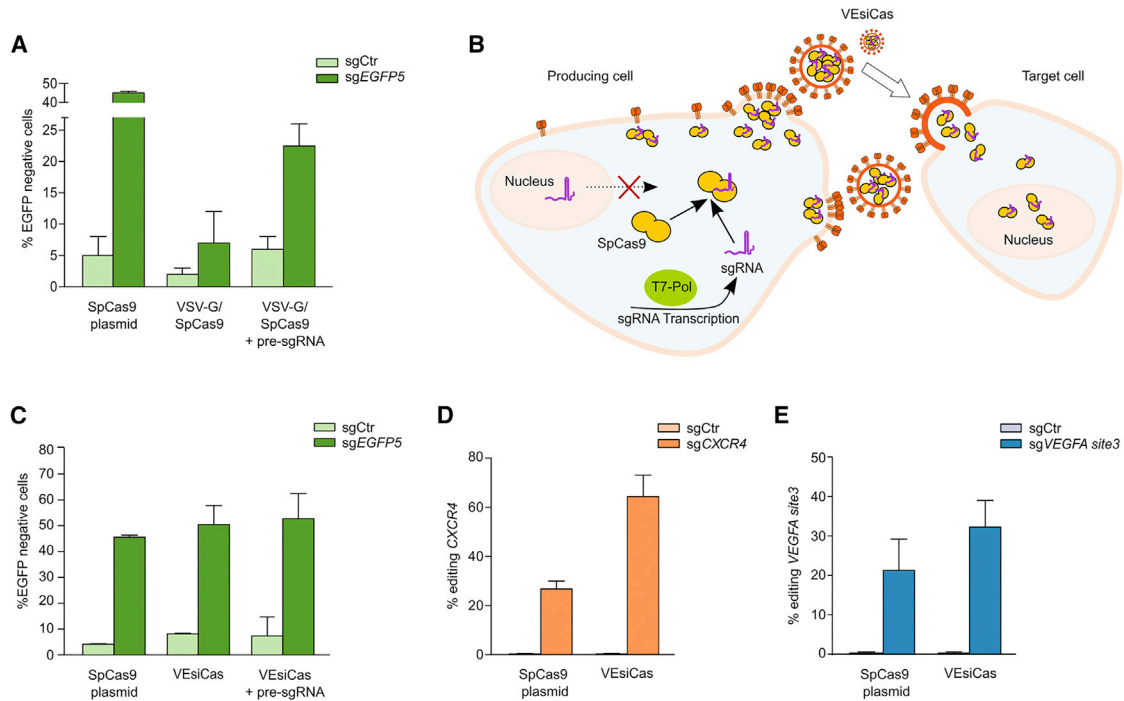 A
sgCtr
sgEGFP5
% EGFP negative cells
50
40
25
20
15
10
5
0
SpCas9
plasmid
VSV-G/
SpCas9
VSV-G/
SpCas9
+ pre-sgRNA
B
VEsiCas
Producing cell
Target cell
Nucleus
SpCas9
sgRNA
T7-Pol
sgRNA Transcription
Nucleus
C
sgCtr
sgEGFP5
%EGFP negative cells
80
70
60
50
40
30
20
10
0
SpCas9
plasmid
VEsiCas
VEsiCas
+ pre-sgRNA
D
sgCtr
sgCXCR4
% editing CXCR4
80
60
40
20
0
SpCas9
plasmid
VEsiCas
E
sgCtr
sgVEGFA site3
% editing VEGFA site3
50
40
30
20
10
0
SpCas9
plasmid
VEsiCas